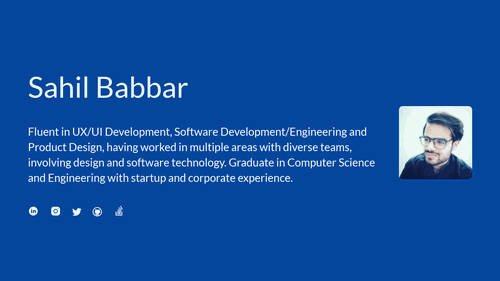 Sahil Babbar
Fluent in UX/UI Development, Software Development/Engineering and
Product Design, having worked in multiple areas with diverse teams,
involving design and software technology. Graduate in Computer Science
and Engineering with startup and corporate experience.